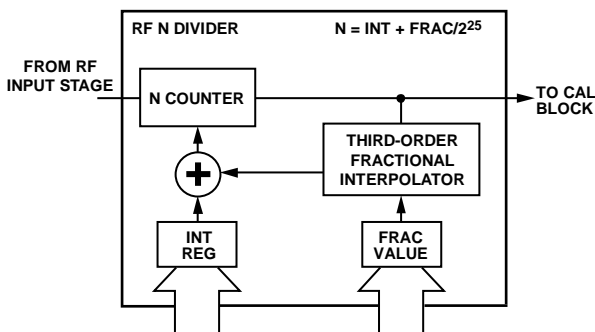 RF N DIVIDER
N = INT + FRAC/2²⁵
FROM RF
INPUT STAGE
N COUNTER
TO CAL
BLOCK
THIRD-ORDER
FRACTIONAL
INTERPOLATOR
+
INT
REG
FRAC
VALUE